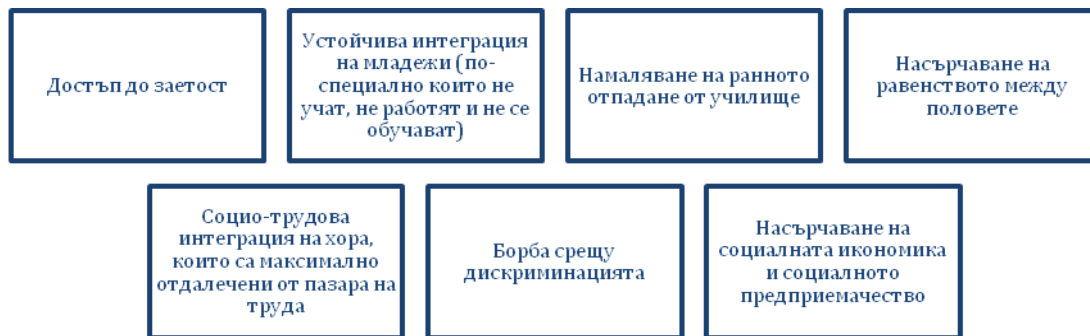 Достъп до заетост
Устойчива интеграция
на младежи (по-
специално които не
учат, не работят и не се
обучават)
Намаляване на ранното
отпадане от училище
Насърчаване на
равенството между
половете
Социо-трудова
интеграция на хора,
които са максимално
отдалечени от пазара на
труда
Борба срещу
дискриминацията
Насърчаване на
социалната икономика
и социалното
предприемачество